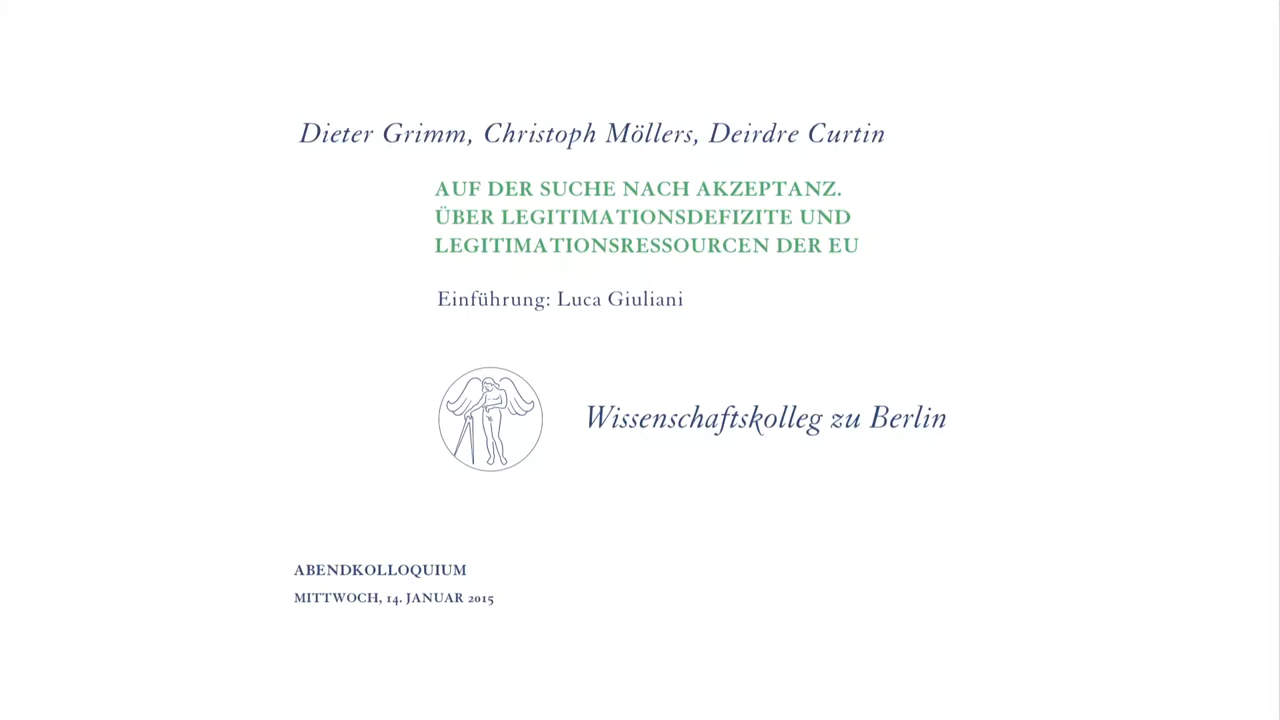 Dieter Grimm, Christoph Möllers, Deirdre Curtin
AUF DER SUCHE NACH AKZEPTANZ.
ÜBER LEGITIMATIONSDEFIZITE UND
LEGITIMATIONSRESSOURCEN DER EU
Einführung: Luca Giuliani
Wissenschaftskolleg zu Berlin
ABENDKOLLOQUIUM
MITTWOCH, 14. JANUAR 2015